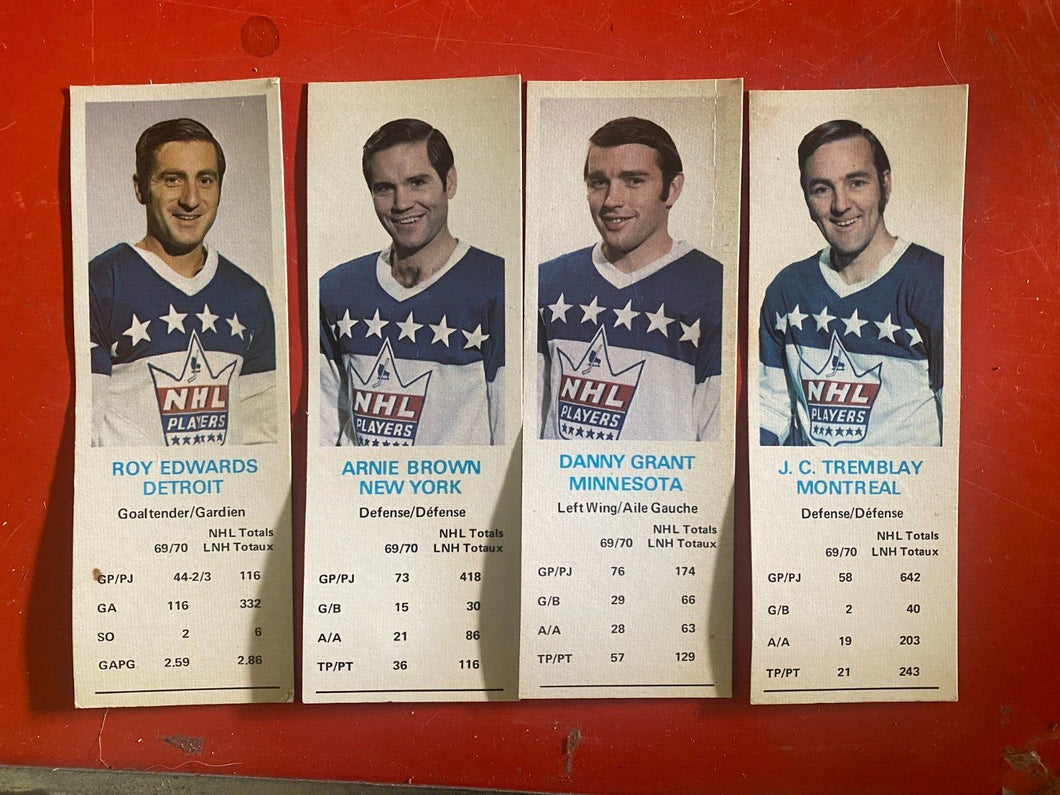 NHL
PLAYERS
ROY EDWARDS
DETROIT
Goaltender/Gardien
NHL Totals
69/70 LNH Totaux
GP/PJ 44-2/3 116
GA 116 332
SO 2 6
GAPG 2.59 2.86
NHL
PLAYERS
ARNIE BROWN
NEW YORK
Defense/Défense
NHL Totals
69/70 LNH Totaux
GP/PJ 73 418
G/B 15 30
A/A 21 86
TP/PT 36 116
NHL
PLAYERS
DANNY GRANT
MINNESOTA
Left Wing/Aile Gauche
NHL Totals
69/70 LNH Totaux
GP/PJ 76 174
G/B 29 66
A/A 28 63
TP/PT 57 129
NHL
PLAYERS
J. C. TREMBLAY
MONTREAL
Defense/Défense
NHL Totals
69/70 LNH Totaux
GP/PJ 58 642
G/B 2 40
A/A 19 203
TP/PT 21 243